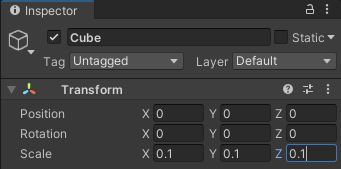 Inspector
Cube Static
Tag Untagged Layer Default
Transform
Position X 0 Y 0 Z 0
Rotation X 0 Y 0 Z 0
Scale X 0.1 Y 0.1 Z 0.1